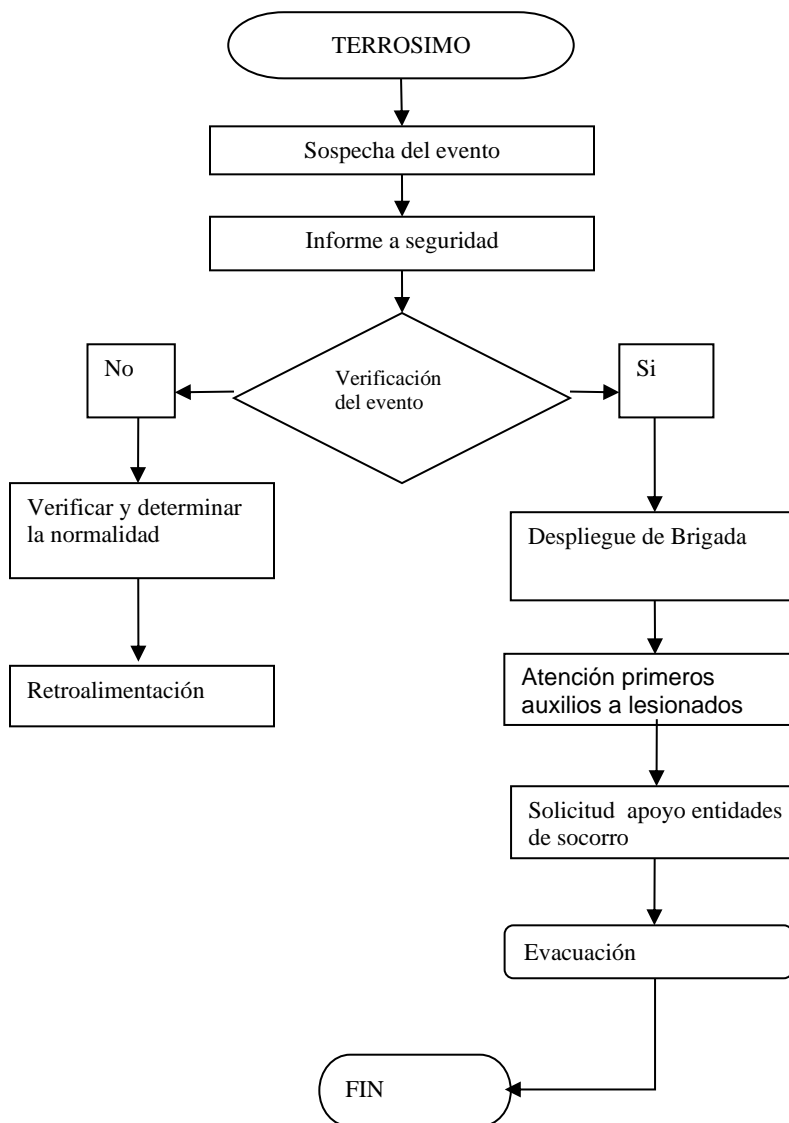 TERROSIMO
Sospecha del evento
Informe a seguridad
Verificación
del evento
No
Si
Verificar y determinar
la normalidad
Despliegue de Brigada
Retroalimentación
Atención primeros
auxilios a lesionados
Solicitud  apoyo entidades
de socorro
Evacuación
FIN